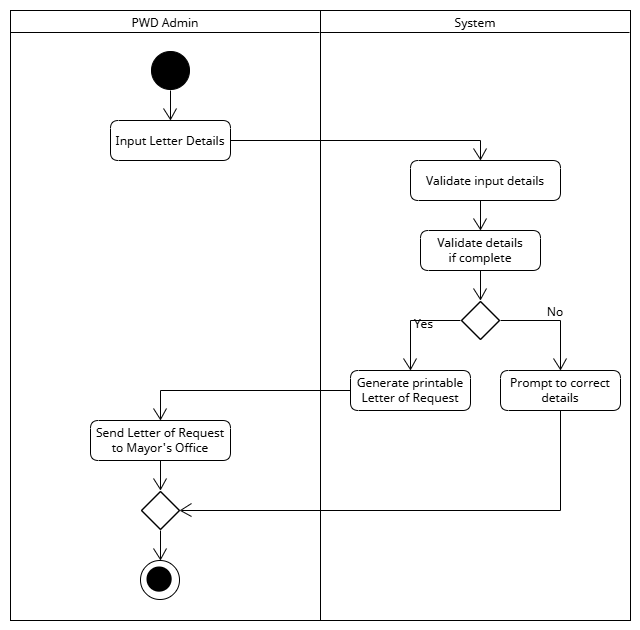 PWD Admin
System
Input Letter Details
Validate input details
Validate details
if complete
Yes
No
Generate printable
Letter of Request
Prompt to correct
details
Send Letter of Request
to Mayor's Office